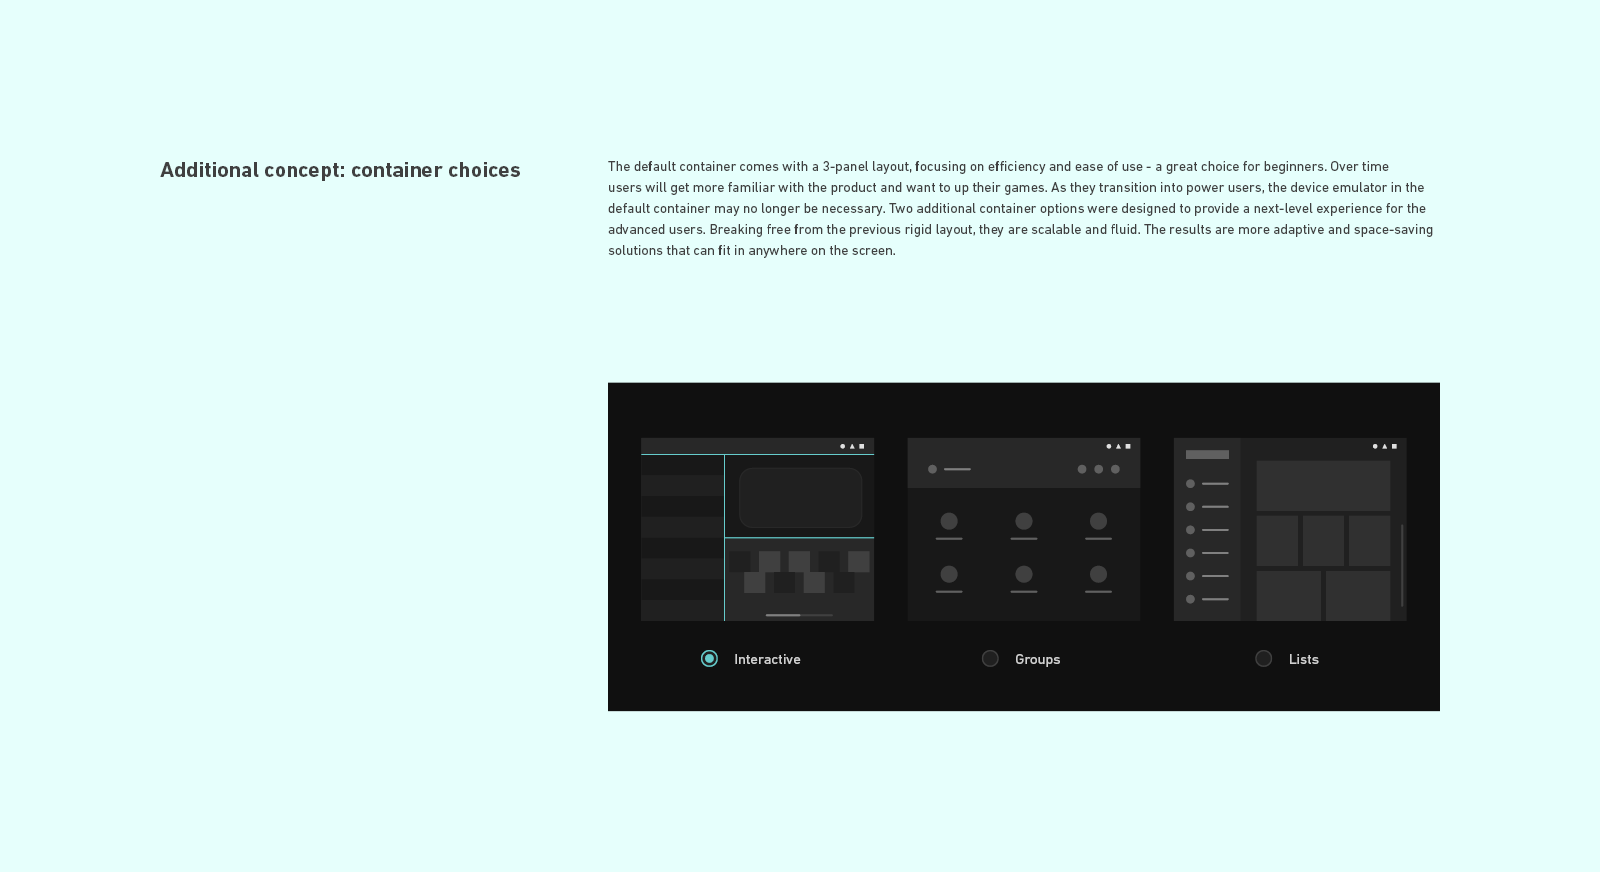 Additional concept: container choices
The default container comes with a 3-panel layout, focusing on efficiency and ease of use - a great choice for beginners. Over time
users will get more familiar with the product and want to up their games. As they transition into power users, the device emulator in the
default container may no longer be necessary. Two additional container options were designed to provide a next-level experience for the
advanced users. Breaking free from the previous rigid layout, they are scalable and fluid. The results are more adaptive and space-saving
solutions that can fit in anywhere on the screen.
Interactive
Groups
Lists